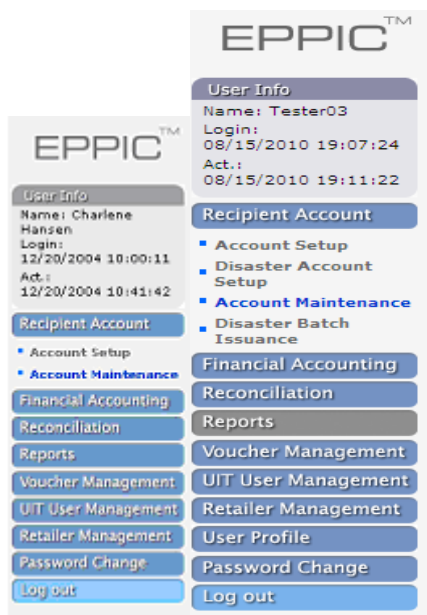 EPPIC™
User Info
Name: Charlene
Hansen
Login:
12/20/2004 10:00:11
Act.:
12/20/2004 10:41:42
Recipient Account
Account Setup
Account Maintenance
Financial Accounting
Reconciliation
Reports
Voucher Management
UIT User Management
Retailer Management
Password Change
Log out
EPPIC™
User Info
Name: Tester03
Login:
08/15/2010 19:07:24
Act.:
08/15/2010 19:11:22
Recipient Account
Account Setup
Disaster Account
Setup
Account Maintenance
Disaster Batch
Issuance
Financial Accounting
Reconciliation
Reports
Voucher Management
UIT User Management
Retailer Management
User Profile
Password Change
Log out